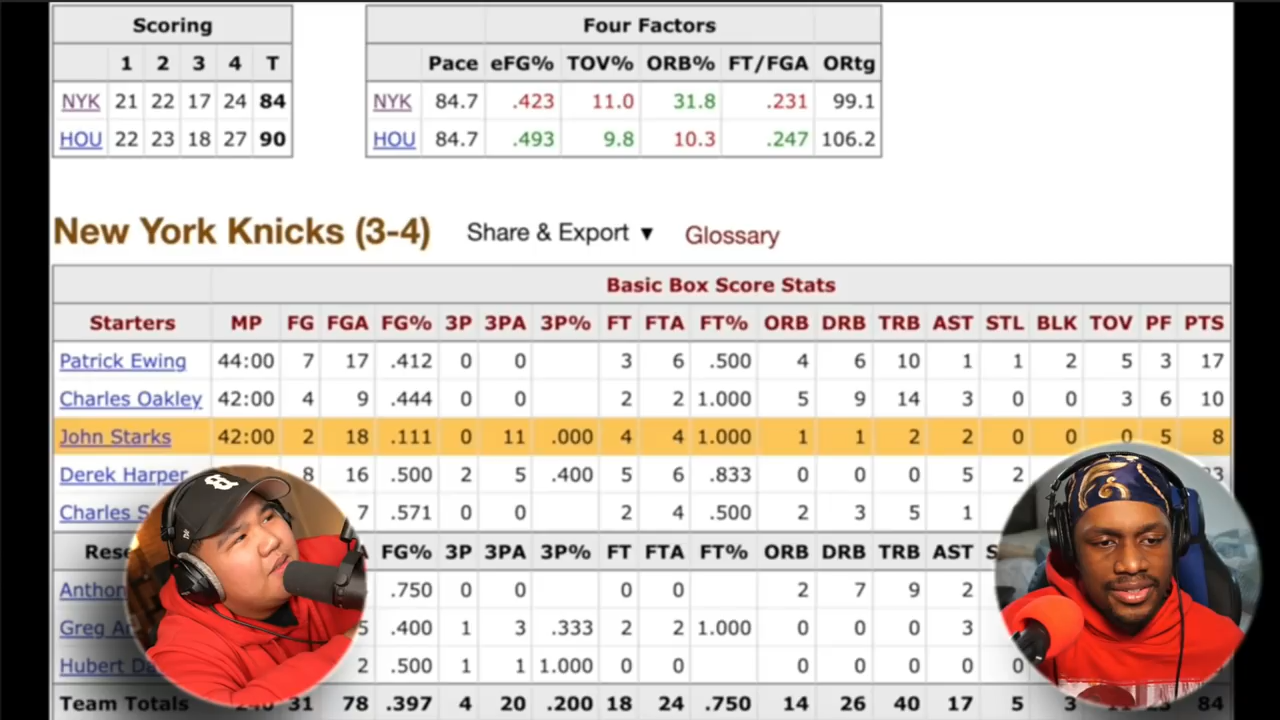 Scoring
1 2 3 4 T
NYK 21 22 17 24 84
HOU 22 23 18 27 90
Four Factors
Pace eFG% TOV% ORB% FT/FGA ORtg
NYK 84.7 .423 11.0 31.8 .231 99.1
HOU 84.7 .493 9.8 10.3 .247 106.2
New York Knicks (3-4) Share & Export ▼ Glossary
Basic Box Score Stats
Starters MP FG FGA FG% 3P 3PA 3P% FT FTA FT% ORB DRB TRB AST STL BLK TOV PF PTS
Patrick Ewing 44:00 7 17 .412 0 0 3 6 .500 4 6 10 1 1 2 5 3 17
Charles Oakley 42:00 4 9 .444 0 0 2 2 1.000 5 9 14 3 0 0 3 6 10
John Starks 42:00 2 18 .111 0 11 .000 4 4 1.000 1 1 2 2 0 0 0 5 8
Derek Harper 8 16 .500 2 5 .400 5 6 .833 0 0 0 5 2
Charles 7 .571 0 0 2 4 .500 2 3 5 1
FG% 3P 3PA 3P% FT FTA FT% ORB DRB TRB AST
.750 0 0 0 0 2 7 9 2
Greg .400 1 3 .333 2 2 1.000 0 0 0 3
Hubert 2 .500 1 1 1.000 0 0 0 0 0 0 0
Team Totals 31 78 .397 4 20 .200 18 24 .750 14 26 40 17 5 3 84